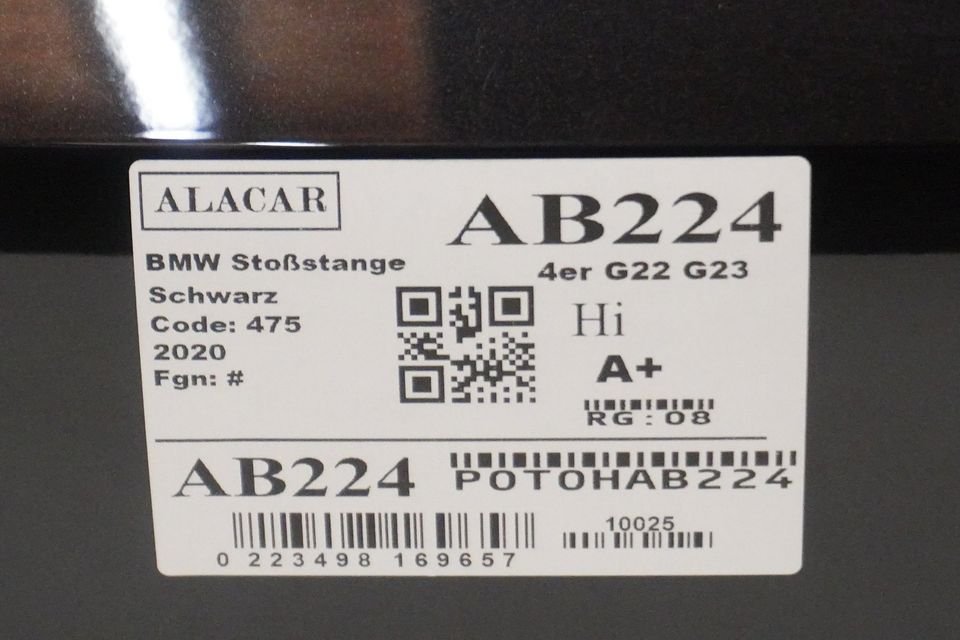 ALACAR
AB224
BMW Stoßstange
4er G22 G23
Schwarz
Hi
Code: 475
2020
A+
Fgn: #
RG:08
AB224
POTOHAB224
10025
0 223498 169657